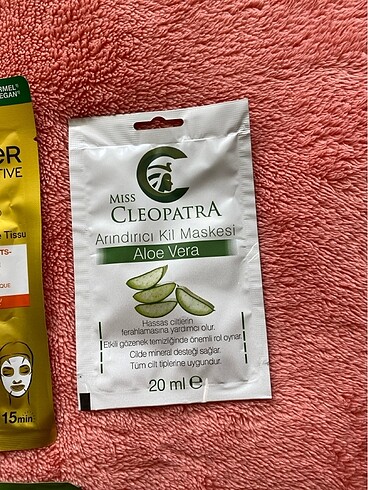 MISS
CLEOPATRA
Arındırıcı Kil Maskesi
Aloe Vera
Hassas ciltlerin
ferahlamasına yardımcı olur.
Etkili gözenek temizliğinde önemli rol oynar.
Cilde mineral desteği sağlar.
Tüm cilt tiplerine uygundur.
20 ml ℮
VEGAN
Tissu
15min